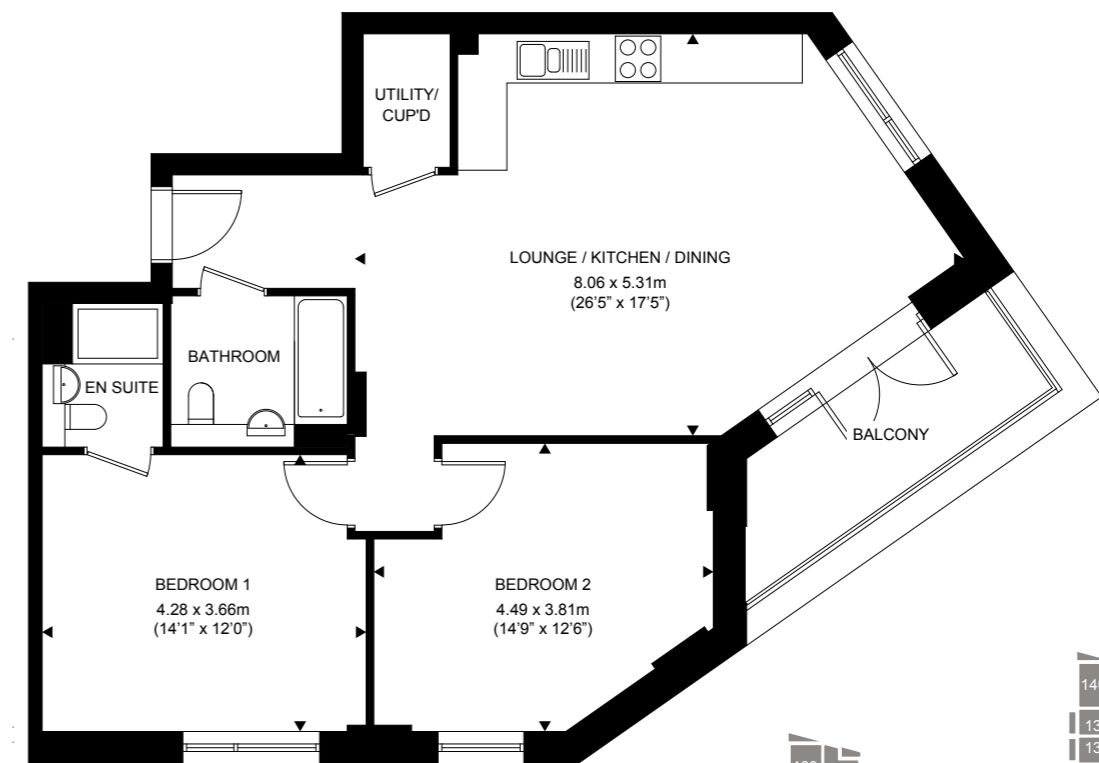 UTILITY/
CUP'D
LOUNGE / KITCHEN / DINING
8.06 x 5.31m
(26'5" x 17'5")
BATHROOM
EN SUITE
BALCONY
BEDROOM 1
4.28 x 3.66m
(14'1" x 12'0")
BEDROOM 2
4.49 x 3.81m
(14'9" x 12'6")